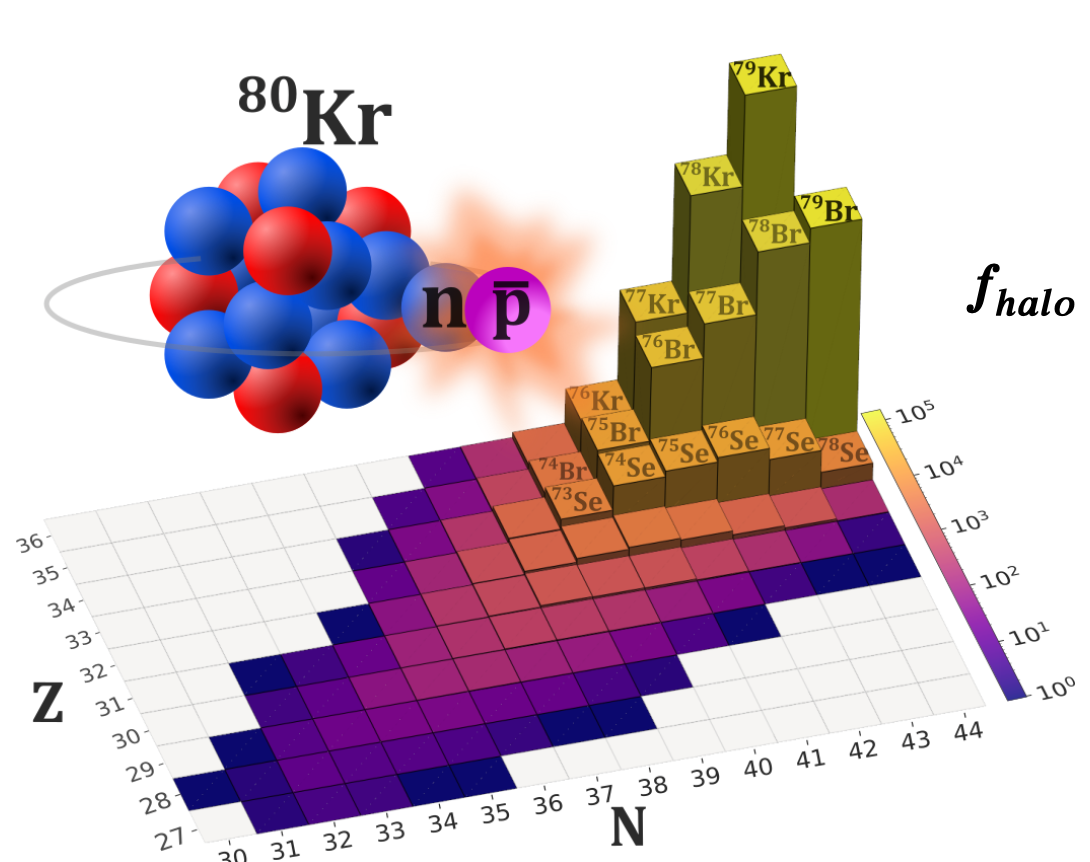 ⁸⁰Kr
n p̅
⁷⁹Kr
⁷⁸Kr
⁷⁹Br
⁷⁸Br
⁷⁷Kr
⁷⁷Br
⁷⁶Br
f_halo
⁷⁶Kr
⁷⁵Br
⁷⁶Se
⁷⁷Se
⁷⁸Se
⁷⁵Se
⁷⁴Br
⁷⁴Se
⁷³Se
10⁵
10⁴
10³
10²
10¹
10⁰
36
35
34
33
32
31
30
29
28
27
Z
30 31 32 33 34 35 36 37 38 39 40 41 42 43 44
N